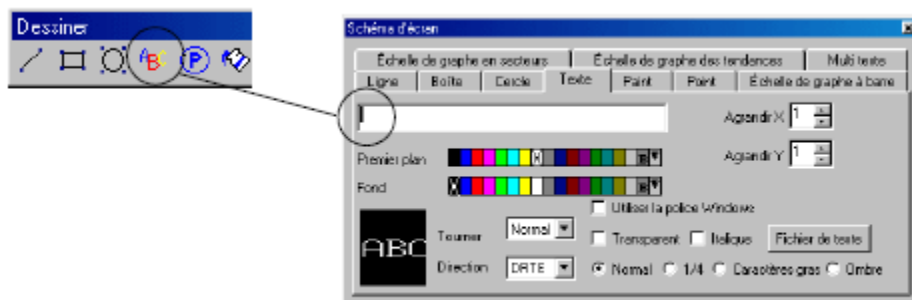 Dessiner
ABC
P
Schéma d'écran
Échelle de graphe en secteurs Échelle de graphe des tendances Multi texte
Ligne Boîte Cercle Texte Paint Point Échelle de graphe à barre
Agrandir X 1
Premier plan
Agrandir Y 1
Fond
Utiliser la police Windows
ABC
Tourner Normal Transparent Italique Fichier de texte
Direction DRTE Normal 1/4 Caractères gras Ombre